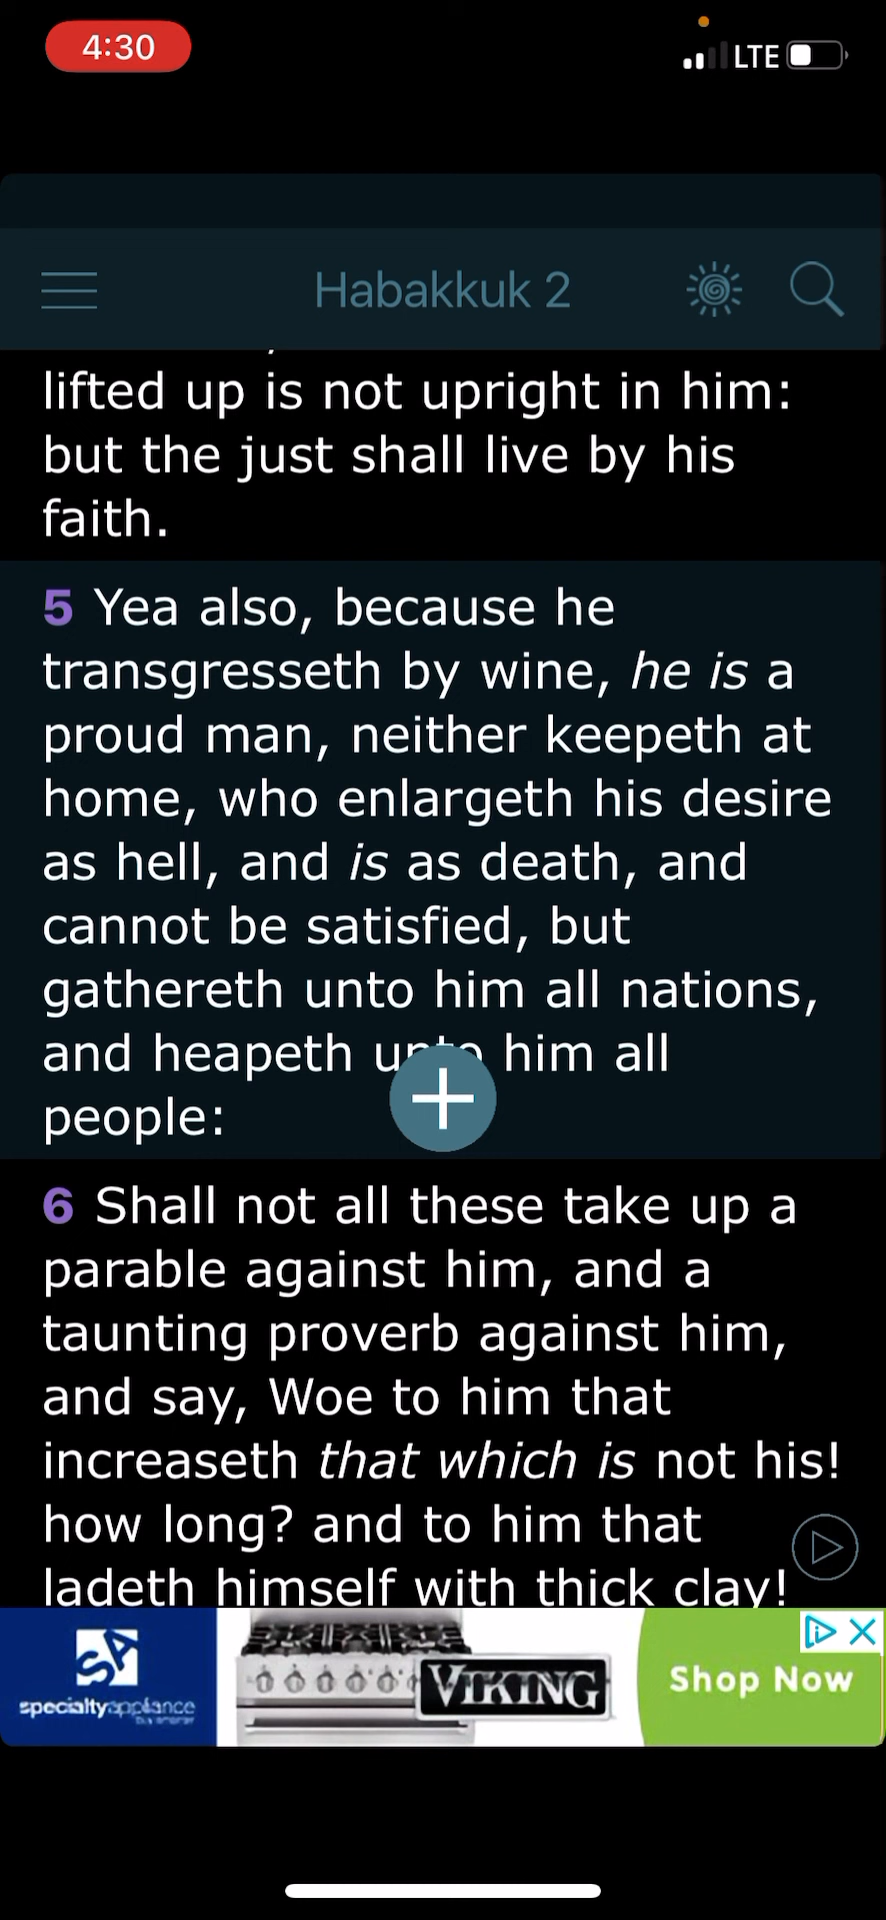 4:30
LTE
Habakkuk 2
lifted up is not upright in him:
but the just shall live by his
faith.
5 Yea also, because he
transgresseth by wine, he is a
proud man, neither keepeth at
home, who enlargeth his desire
as hell, and is as death, and
cannot be satisfied, but
gathereth unto him all nations,
and heapeth unto him all
people:
6 Shall not all these take up a
parable against him, and a
taunting proverb against him,
and say, Woe to him that
increaseth that which is not his!
how long? and to him that
ladeth himself with thick clay!
SA
specialtyappliance
buy smarter
VIKING
Shop Now